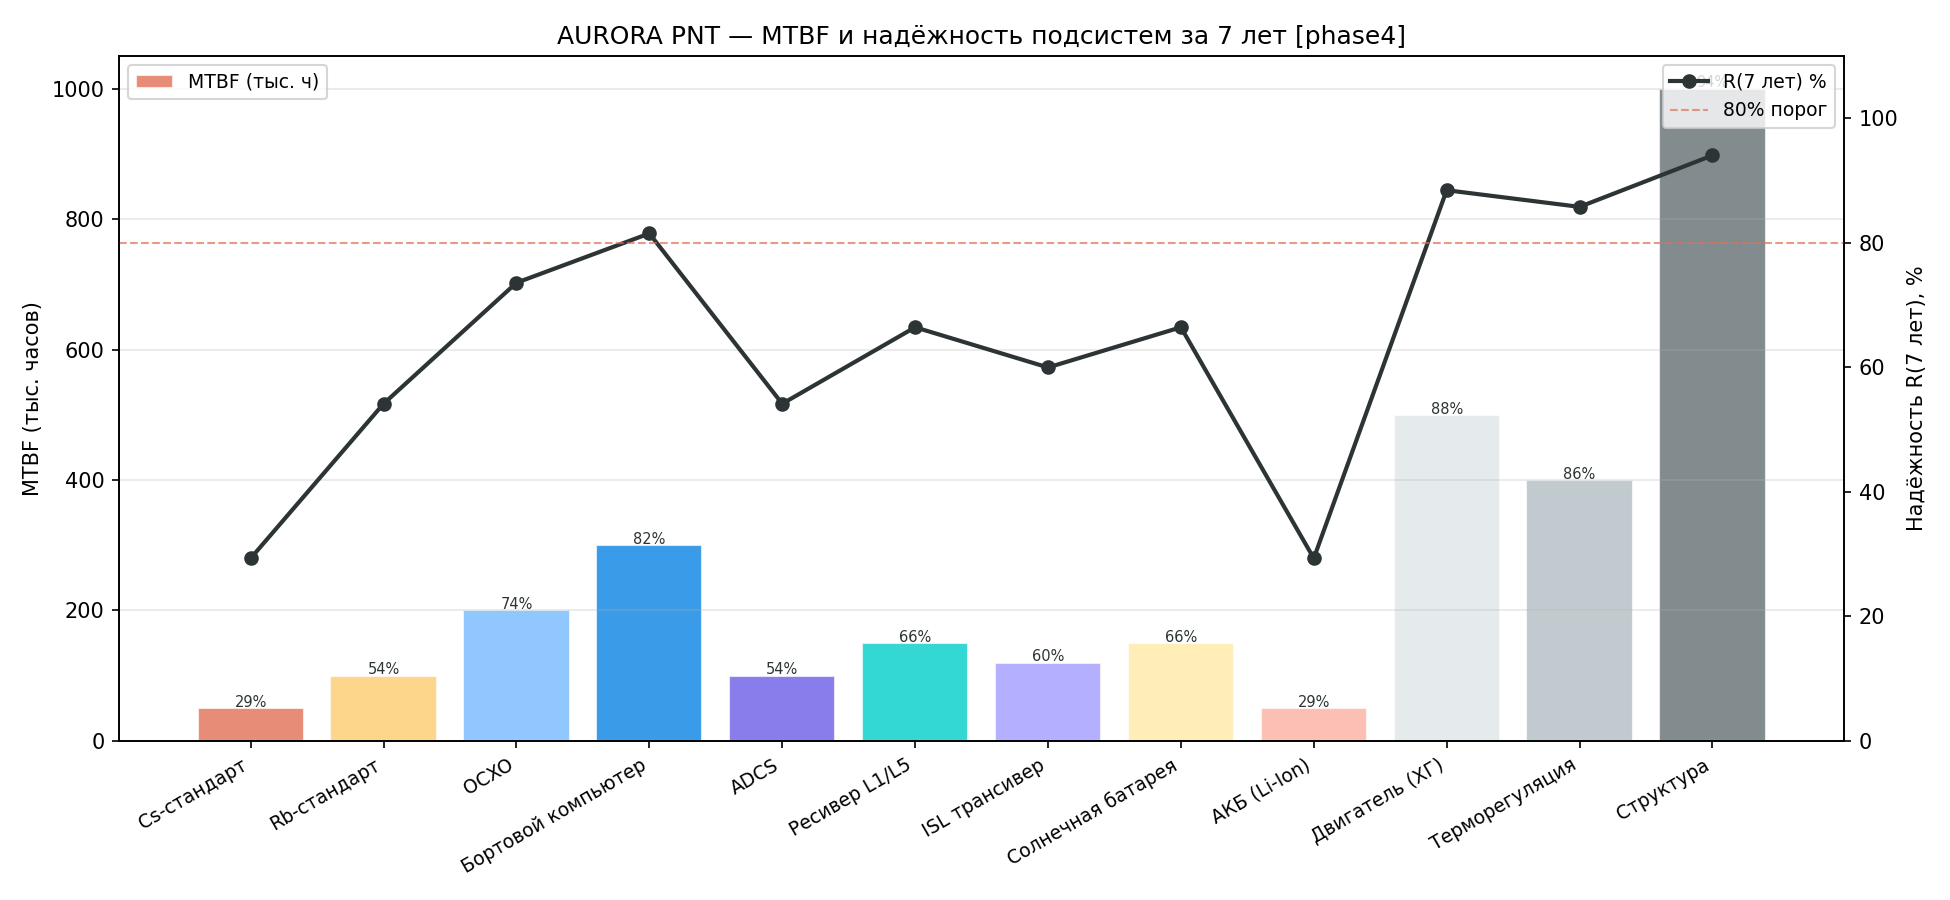 AURORA PNT — MTBF и надёжность подсистем за 7 лет [phase4]
MTBF (тыс. ч)
R(7 лет) %
80% порог
MTBF (тыс. часов)
1000
800
600
400
200
0
Надёжность R(7 лет), %
100
80
60
40
20
0
29%
54%
74%
82%
54%
66%
60%
66%
29%
88%
86%
94%
Cs-стандарт
Rb-стандарт
OCXO
Бортовой компьютер
ADCS
Ресивер L1/L5
ISL трансивер
Солнечная батарея
АКБ (Li-Ion)
Двигатель (ХГ)
Терморегуляция
Структура